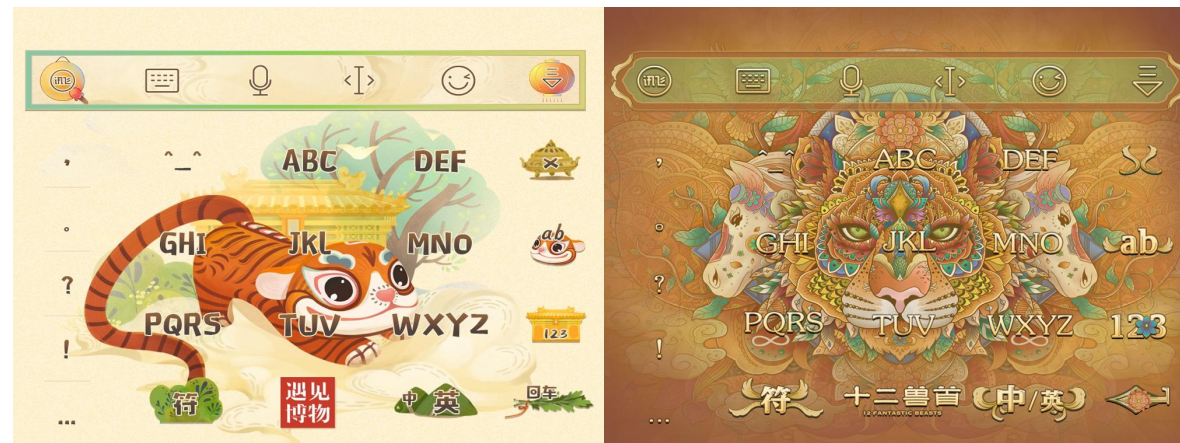 讯飞
, ^_^ ABC DEF
。 GHI JKL MNO ab
? PQRS TUV WXYZ 123
!
... 符 遇见
博物 中/英 回车
讯飞
, ^_^ ABC DEF
。 GHI JKL MNO ab
? PQRS TUV WXYZ 123
!
... 符 十二兽首 中/英
12 FANTASTIC BEASTS